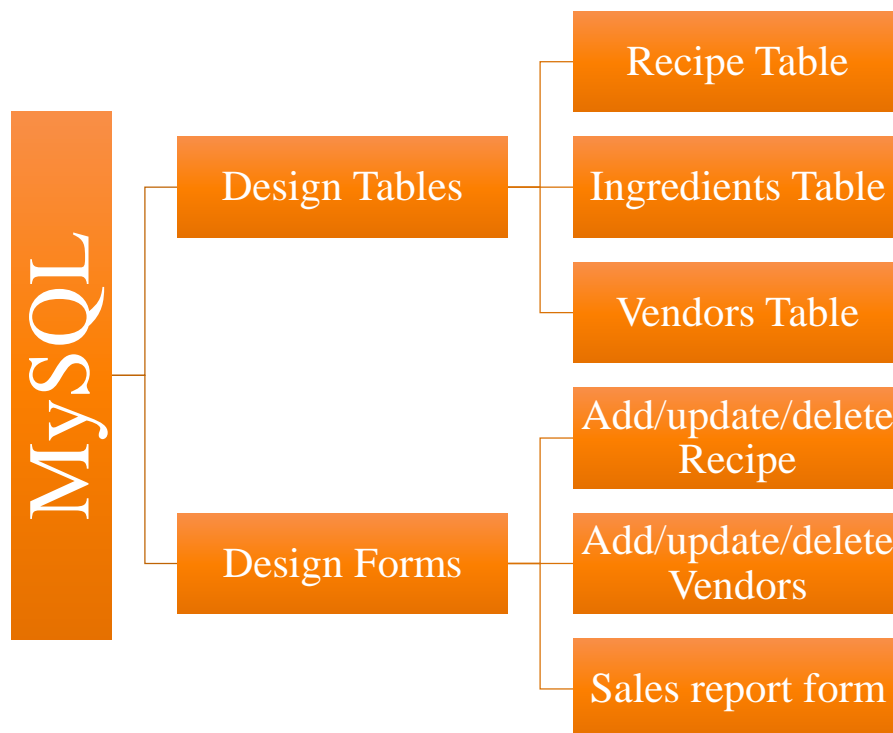 MySQL
Design Tables
Recipe Table
Ingredients Table
Vendors Table
Design Forms
Add/update/delete
Recipe
Add/update/delete
Vendors
Sales report form